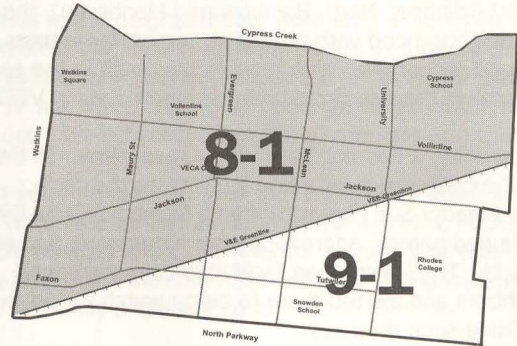 Cypress Creek
Watkins
Square
Evergreen
Cypress
School
University
Vollentine
School
Watkins
Maury St
McLean
Vollintine
VECA
8-1
Jackson
Jackson
V&E Greenline
V&E Greenline
Faxon
Tutwiler
Rhodes
College
9-1
Snowden
School
North Parkway